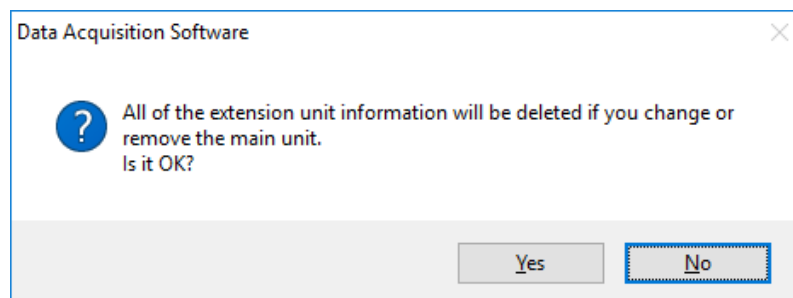 Data Acquisition Software
All of the extension unit information will be deleted if you change or
remove the main unit.
Is it OK?
Yes
No